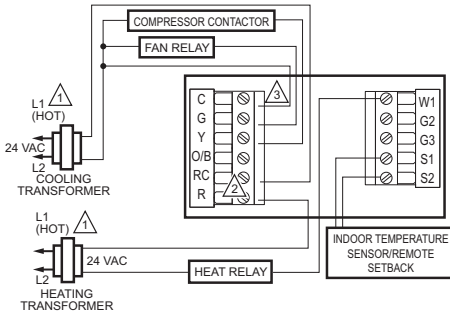 COMPRESSOR CONTACTOR
FAN RELAY
L1
(HOT)
1
24 VAC
L2
COOLING
TRANSFORMER
3
C
G
Y
O/B
RC
R
2
W1
G2
G3
S1
S2
L1
(HOT)
1
24 VAC
L2
HEATING
TRANSFORMER
HEAT RELAY
INDOOR TEMPERATURE
SENSOR/REMOTE
SETBACK